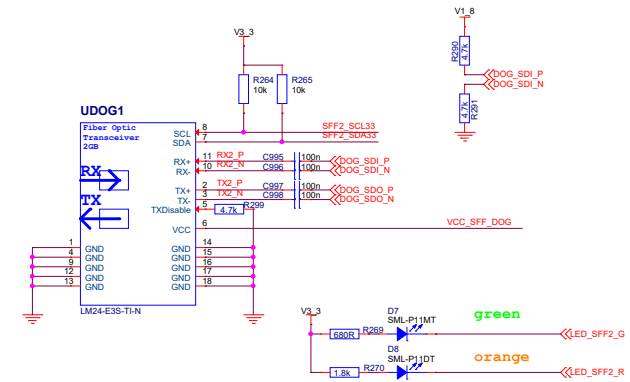 V1_8
R290
4.7k
DOG_SDI_P
DOG_SDI_N
4.7k
R291
V3_3
R264
10k
R265
10k
UDOG1
Fiber Optic
Transceiver
2GB
SCL 8 SFF2_SCL33
SDA 7 SFF2_SDA33
RX
RX+ 11 RX2_P C995 100n DOG_SDI_P
RX- 10 RX2_N C996 100n DOG_SDI_N
TX
TX+ 2 TX2_P C997 100n DOG_SDO_P
TX- 3 TX2_N C998 100n DOG_SDO_N
TXDisable 5 4.7k R299
VCC 6 VCC_SFF_DOG
1 GND GND 14
4 GND GND 15
9 GND GND 16
12 GND GND 17
13 GND GND 18
LM24-E3S-TI-N
V3_3
D7
SML-P11MT
green
680R R269 LED_SFF2_G
D8
SML-P11DT
orange
1.8k R270 LED_SFF2_R